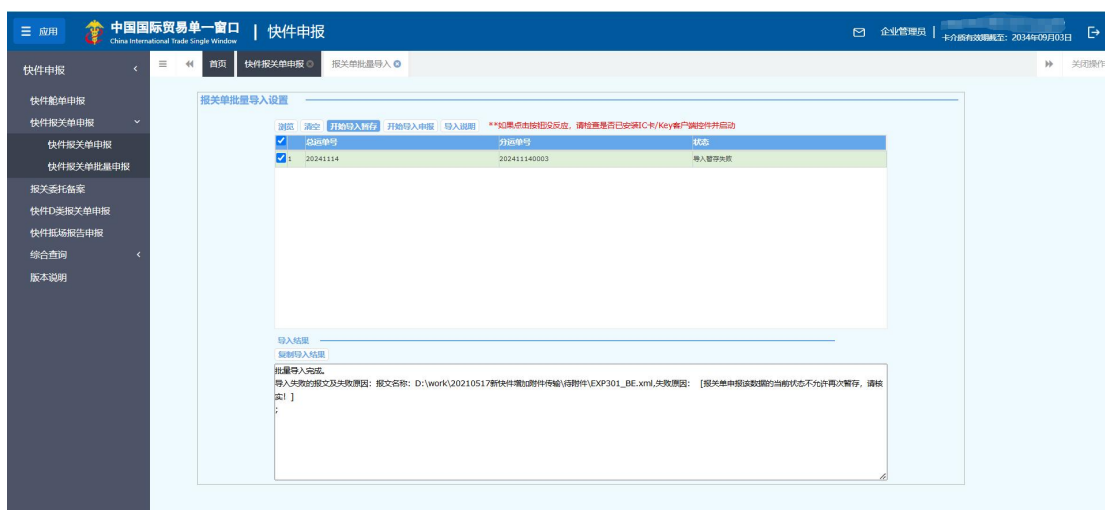 应用
中国国际贸易单一窗口
China International Trade Single Window
快件申报
企业管理员
卡介质有效期截至：2034年09月03日
快件申报
首页
快件报关单申报
报关单批量导入
关闭操作
快件舱单申报
快件报关单申报
快件报关单申报
快件报关单批量申报
报关委托备案
快件D类报关单申报
快件抵场报告申报
综合查询
版本说明
报关单批量导入设置
浏览 清空 开始导入暂存 开始导入申报 导入说明 **如果点击按钮没反应，请检查是否已安装IC卡/Key客户端控件并启动
总运单号 分运单号 状态
1 20241114 202411140003 导入暂存失败
导入结果
复制导入结果
批量导入完成。
导入失败的报文及失败原因：报文名称：D:\work\20210517新快件增加附件传输\待附件\EXP301_BE.xml,失败原因： [报关单申报该数据的当前状态不允许再次暂存，请核
实！]
;